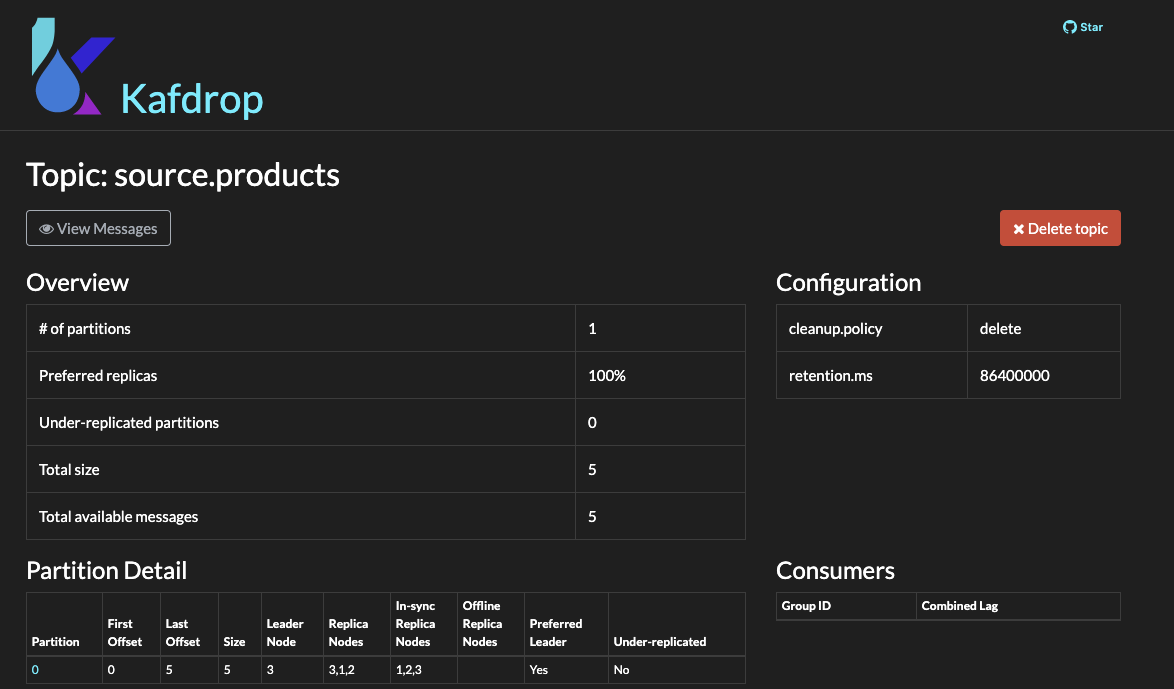 Star
Kafdrop
Topic: source.products
View Messages
Delete topic
Overview
# of partitions 1
Preferred replicas 100%
Under-replicated partitions 0
Total size 5
Total available messages 5
Configuration
cleanup.policy delete
retention.ms 86400000
Partition Detail
Partition First Offset Last Offset Size Leader Node Replica Nodes In-sync Replica Nodes Offline Replica Nodes Preferred Leader Under-replicated
0 0 5 5 3 3,1,2 1,2,3 Yes No
Consumers
Group ID Combined Lag